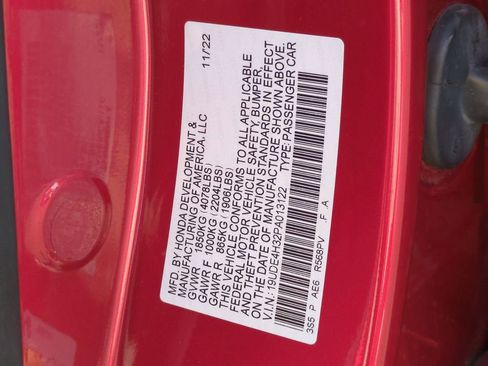 MFD. BY HONDA DEVELOPMENT &
MANUFACTURING OF AMERICA, LLC 11/22
GVWR 1850KG (4078LBS)
GAWR F 1000KG (2204LBS)
GAWR R 865KG (1906LBS)
THIS VEHICLE CONFORMS TO ALL APPLICABLE
FEDERAL MOTOR VEHICLE SAFETY, BUMPER,
AND THEFT PREVENTION STANDARDS IN EFFECT
ON THE DATE OF MANUFACTURE SHOWN ABOVE.
V.I.N: 19UDE4H32PA013122 TYPE:PASSENGER CAR
3S5 P AE6 R568PV .F .A